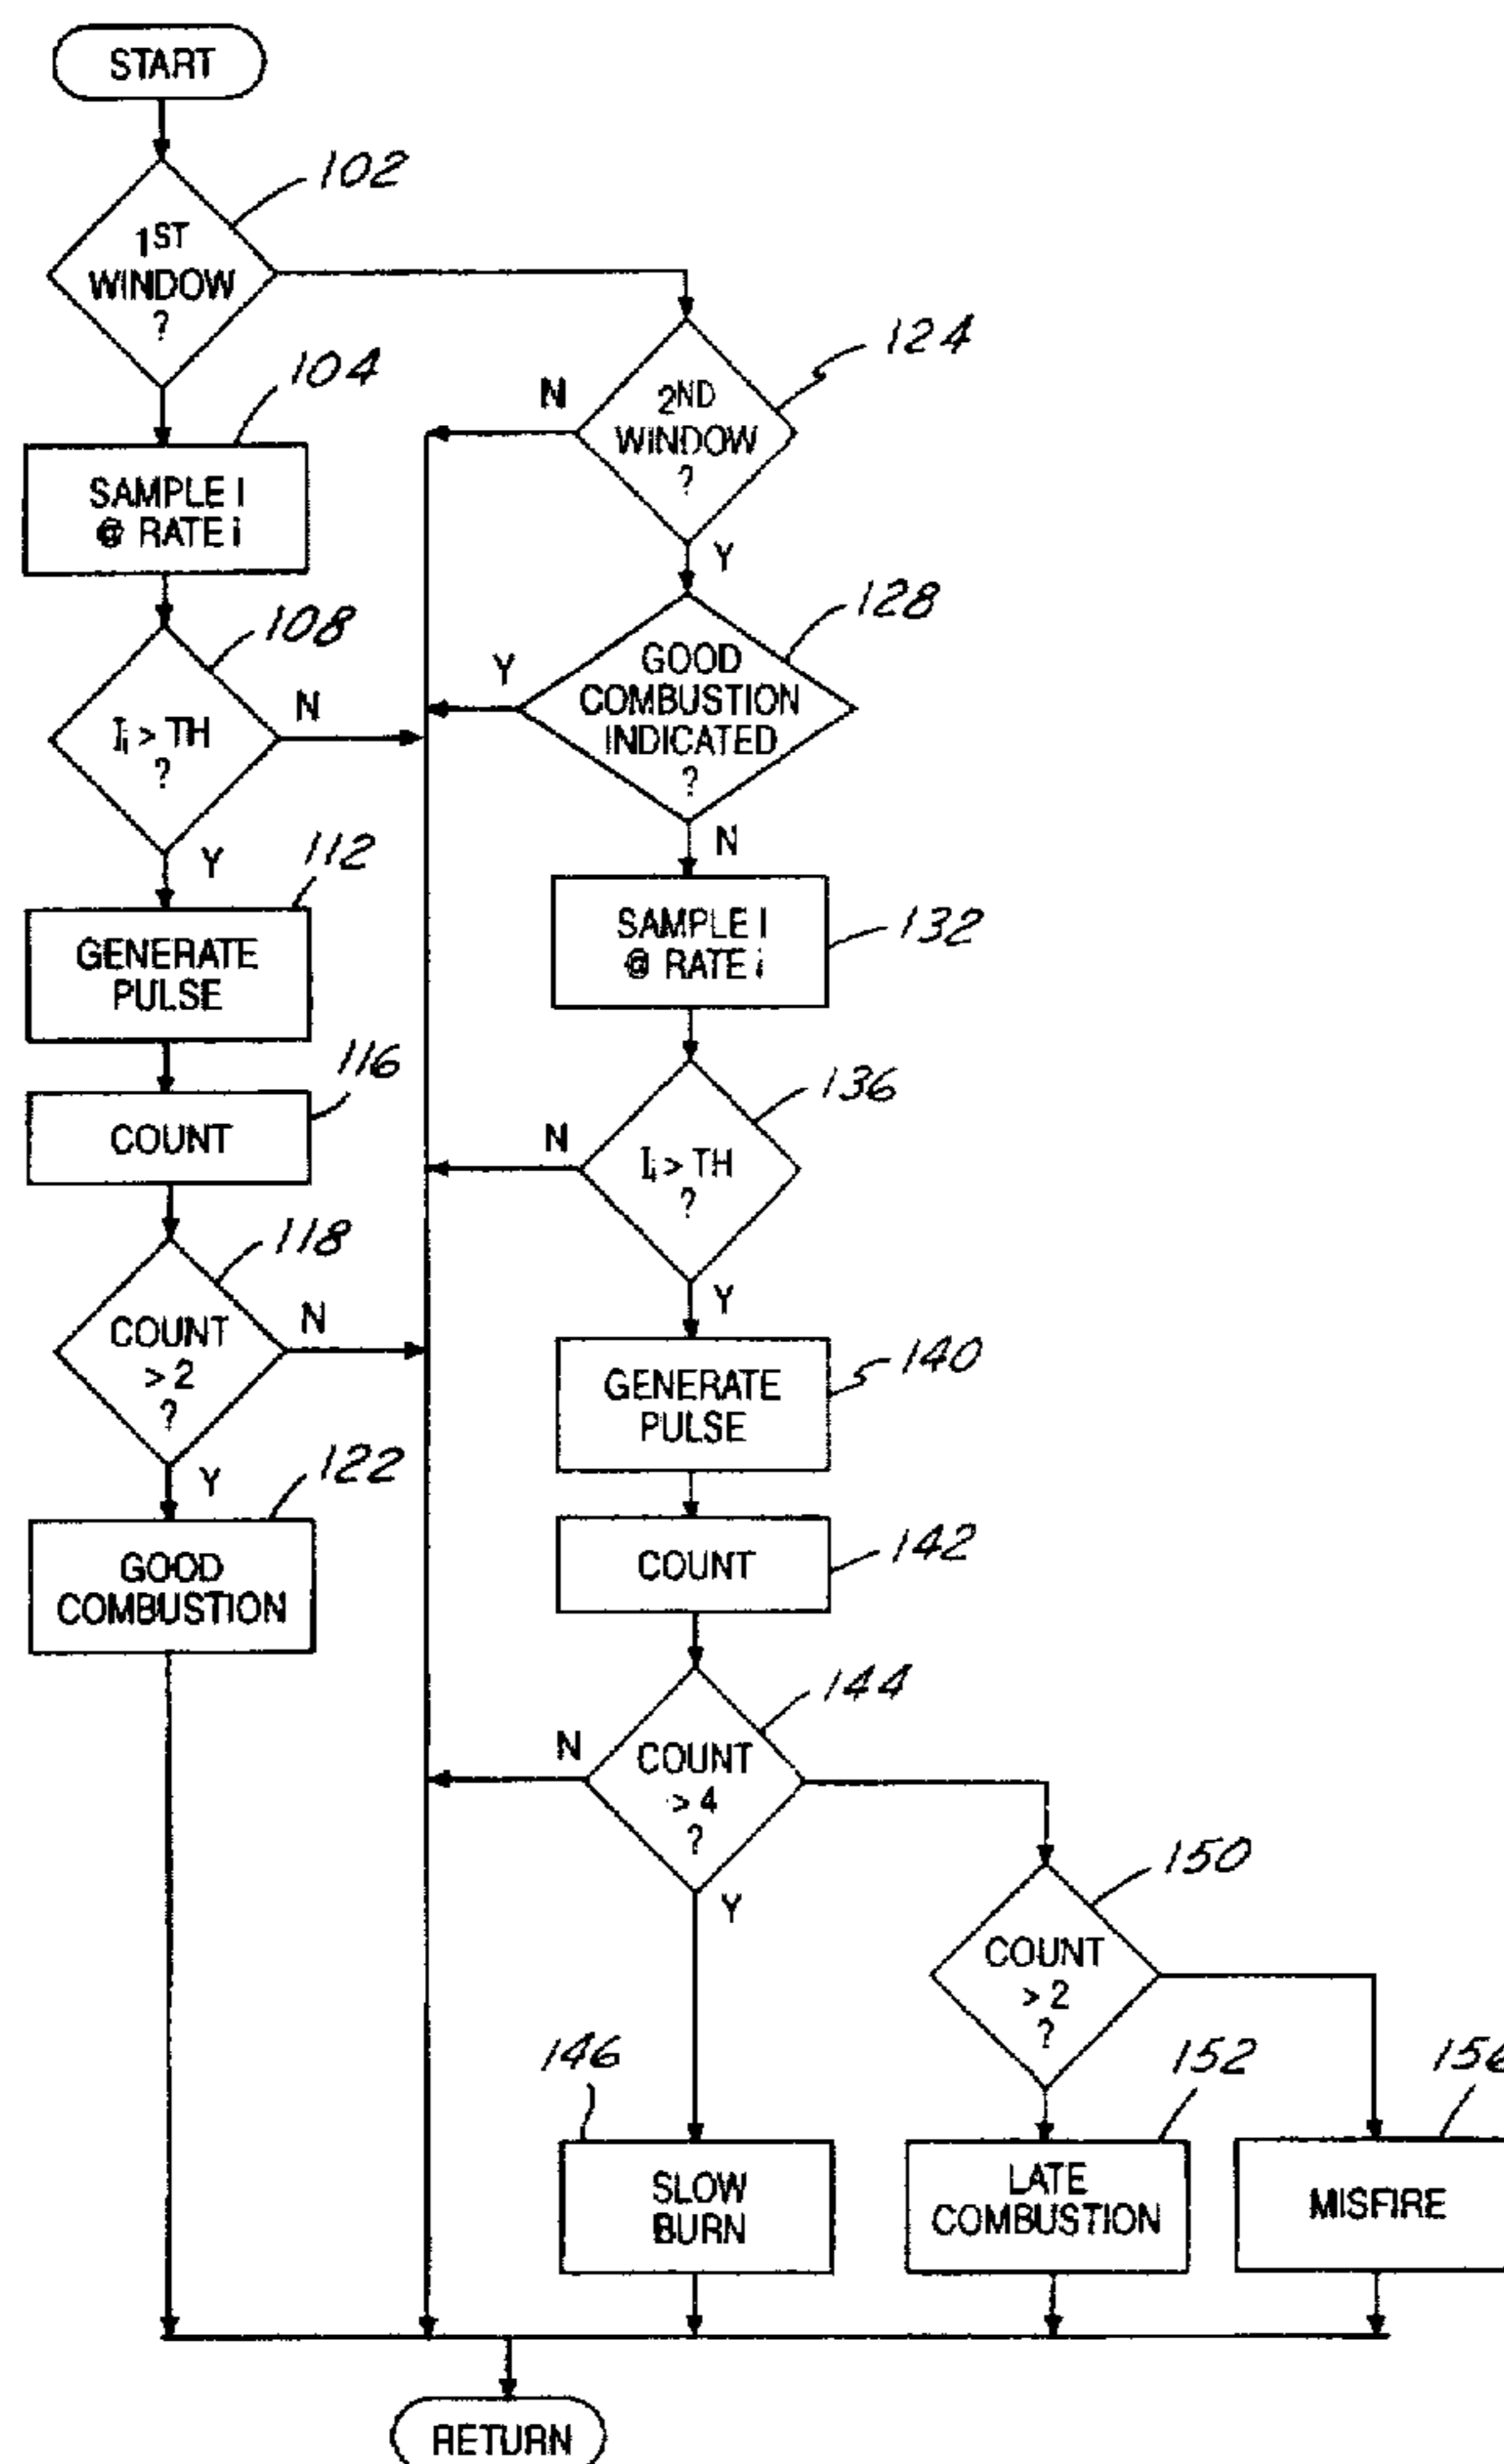 START
102
1ST
WINDOW
?
104
SAMPLE I
@ RATE i
108
Ii > TH
?
N
Y
112
GENERATE
PULSE
116
COUNT
118
COUNT
> 2
?
N
Y
122
GOOD
COMBUSTION
124
2ND
WINDOW
?
N
Y
128
GOOD
COMBUSTION
INDICATED
?
Y
N
132
SAMPLE I
@ RATE i
136
Ii > TH
?
N
Y
140
GENERATE
PULSE
142
COUNT
144
COUNT
> 4
?
N
Y
146
SLOW
BURN
150
COUNT
> 2
?
152
LATE
COMBUSTION
MISFIRE
RETURN